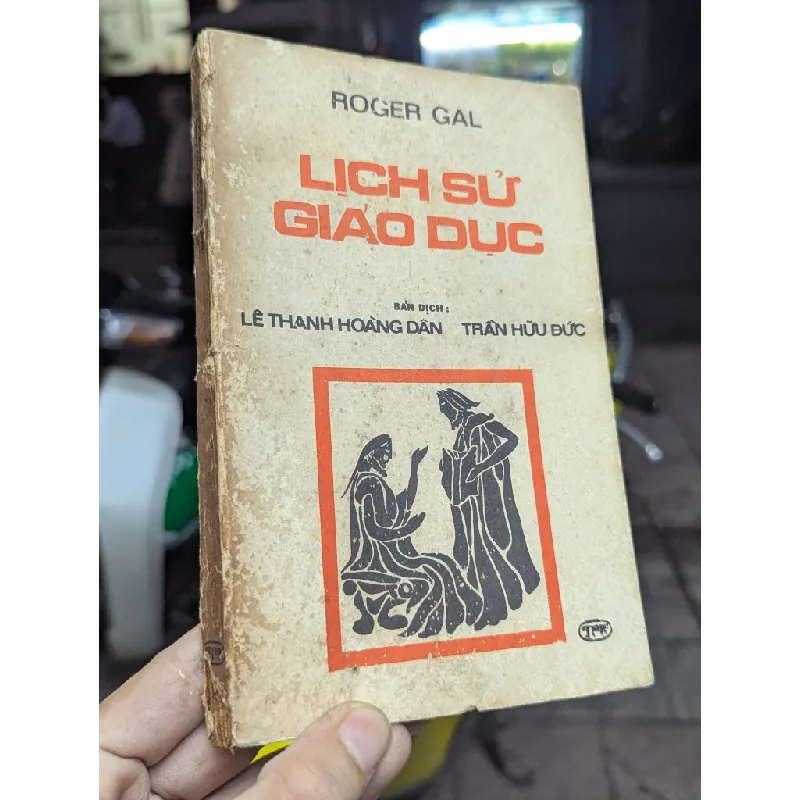 ROGER GAL
LỊCH SỬ
GIÁO DỤC
BẢN DỊCH :
LÊ THANH HOÀNG DÂN TRẦN HỮU ĐỨC